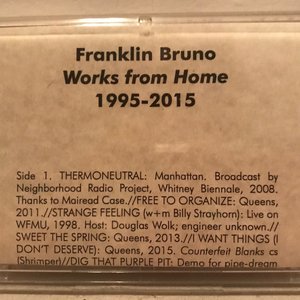 Franklin Bruno
Works from Home
1995-2015
Side 1. THERMONEUTRAL: Manhattan. Broadcast by
Neighborhood Radio Project, Whitney Biennale, 2008.
Thanks to Mairead Case.//FREE TO ORGANIZE: Queens,
2011.//STRANGE FEELING (w+m Billy Strayhorn): Live on
WFMU, 1998. Host: Douglas Wolk; engineer unknown.//
SWEET THE SPRING: Queens, 2013.//I WANT THINGS (I
DON'T DESERVE): Queens, 2015. Counterfeit Blanks cs
(Shrimper)//DIG THAT PURPLE PIT: Demo for pipe-dream